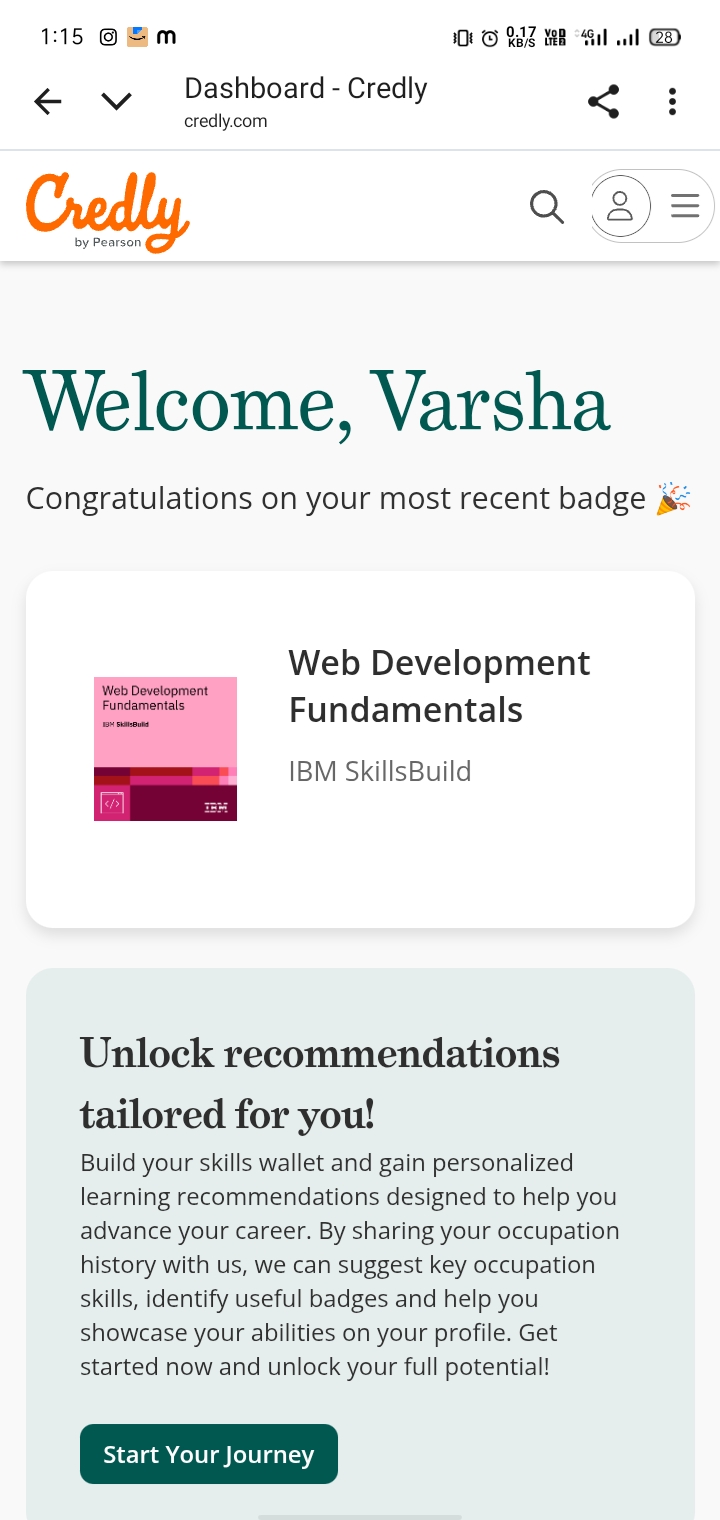 1:15
0.17 KB/S
4G
28
Dashboard - Credly
credly.com
Credly
by Pearson
Welcome, Varsha
Congratulations on your most recent badge 🎉
Web Development
Fundamentals
IBM SkillsBuild
</>
IBM
Web Development
Fundamentals
IBM SkillsBuild
Unlock recommendations
tailored for you!
Build your skills wallet and gain personalized
learning recommendations designed to help you
advance your career. By sharing your occupation
history with us, we can suggest key occupation
skills, identify useful badges and help you
showcase your abilities on your profile. Get
started now and unlock your full potential!
Start Your Journey